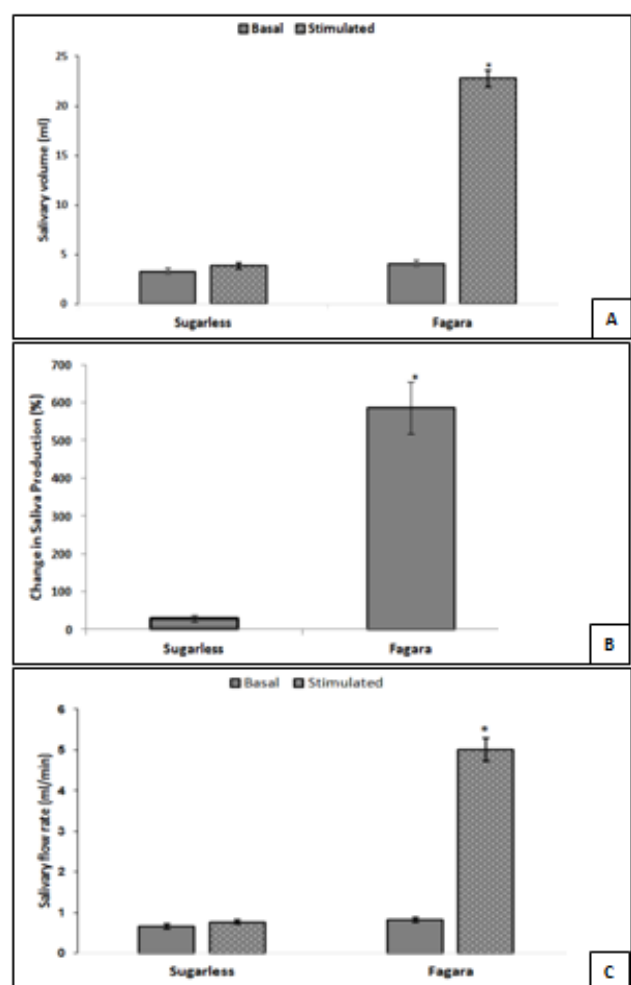 Basal Stimulated
Salivary volume (ml)
25
20
15
10
5
0
*
Sugarless Fagara
A
Change in Saliva Production (%)
700
600
500
400
300
200
100
0
*
Sugarless Fagara
B
Basal Stimulated
Salivary flow rate (ml/min)
6
5
4
3
2
1
0
*
Sugarless Fagara
C